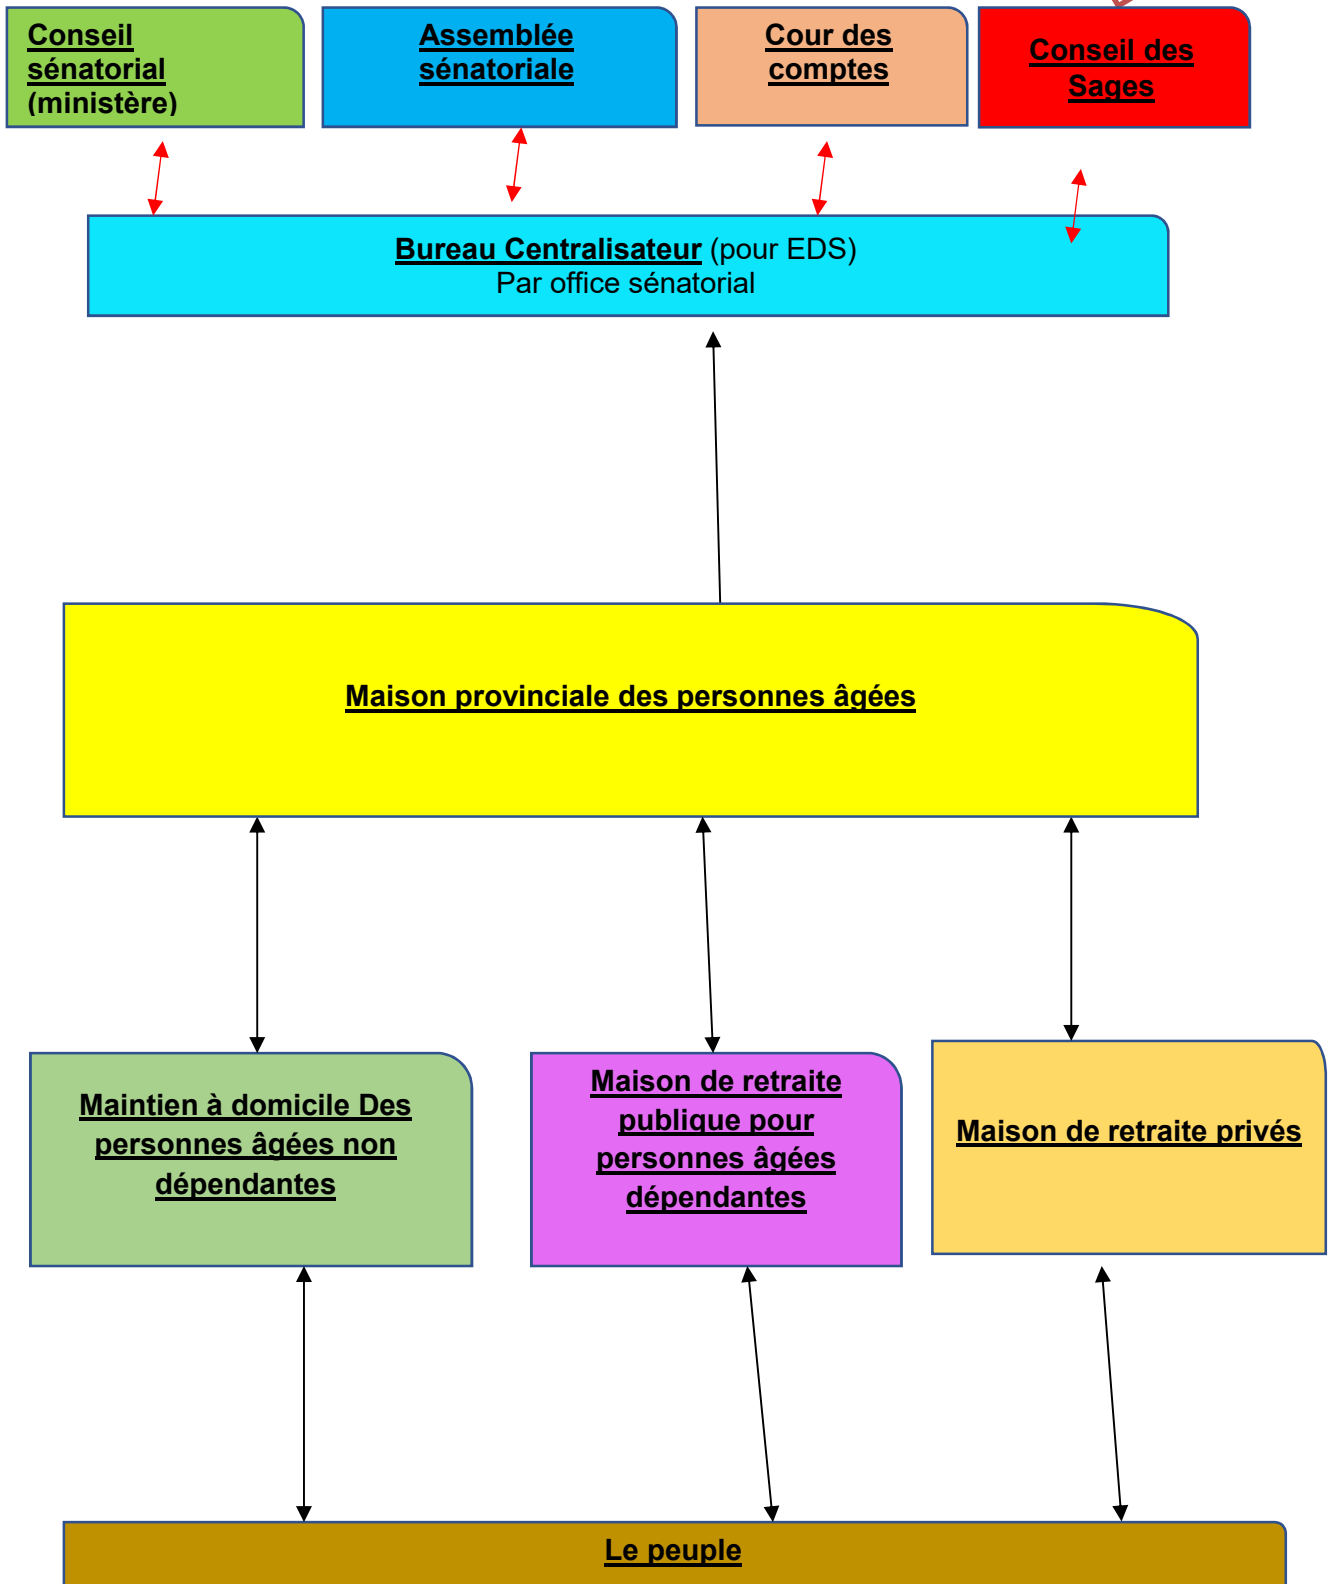 Conseil
sénatorial
(ministère)
Assemblée
sénatoriale
Cour des
comptes
Conseil des
Sages
Bureau Centralisateur (pour EDS)
Par office sénatorial
Maison provinciale des personnes âgées
Maintien à domicile Des
personnes âgées non
dépendantes
Maison de retraite
publique pour
personnes âgées
dépendantes
Maison de retraite privés
Le peuple